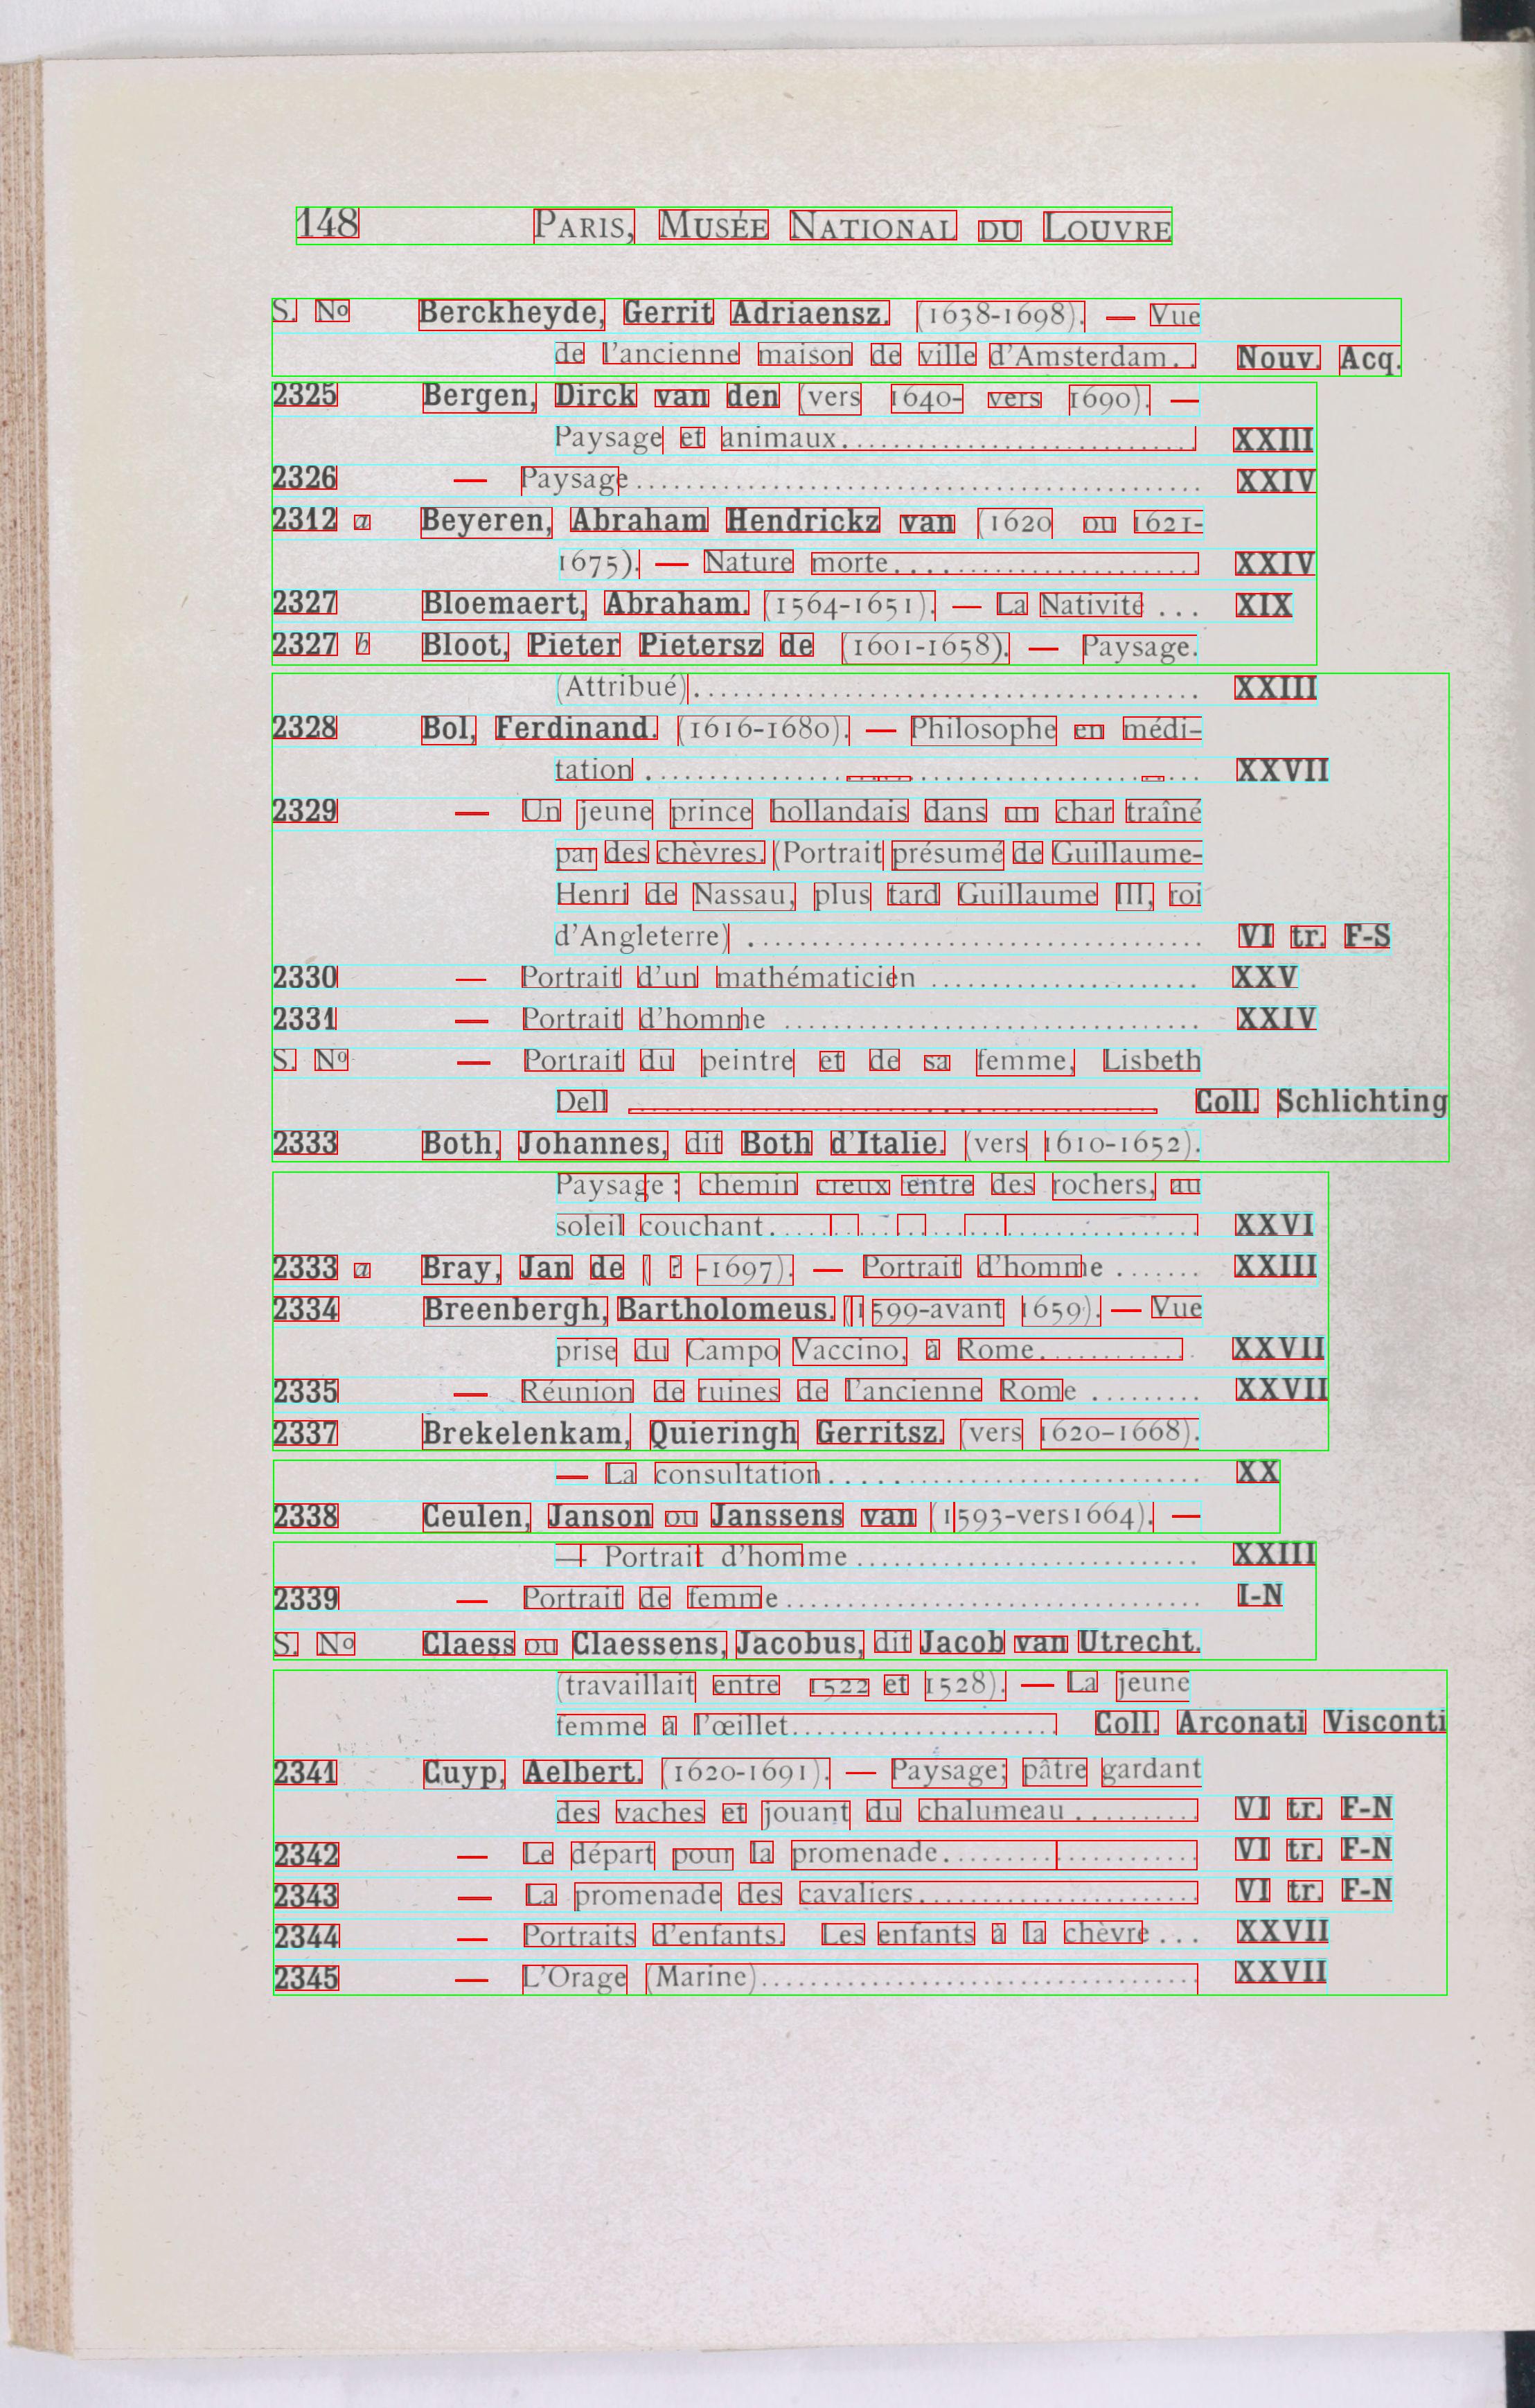 148 PARIS, MUSÉE NATIONAL DU LOUVRE
S. No Berckheyde, Gerrit Adriaensz. (1638-1698). — Vue
de l'ancienne maison de ville d'Amsterdam.. Nouv. Acq.
2325 Bergen, Dirck van den (vers 1640- vers 1690). —
Paysage et animaux............................ XXIII
2326 — Paysage............................................. XXIV
2312 a Beyeren, Abraham Hendrickz van (1620 ou 1621-
1675). — Nature morte........................ XXIV
2327 Bloemaert, Abraham. (1564-1651). — La Nativité ... XIX
2327 b Bloot, Pieter Pietersz de (1601-1658). — Paysage.
(Attribué)........................................ XXIII
2328 Bol, Ferdinand. (1616-1680). — Philosophe en médi-
tation ............................................ XXVII
2329 — Un jeune prince hollandais dans un char traîné
par des chèvres. (Portrait présumé de Guillaume-
Henri de Nassau, plus tard Guillaume III, roi
d'Angleterre) .................................... VI tr. F-S
2330 — Portrait d'un mathématicien ..................... XXV
2331 — Portrait d'homme ................................. XXIV
S. No — Portrait du peintre et de sa femme, Lisbeth
Dell .......................................... Coll. Schlichting
2333 Both, Johannes, dit Both d'Italie. (vers 1610-1652).
Paysage : chemin creux entre des rochers, au
soleil couchant.................................. XXVI
2333 a Bray, Jan de ( ? -1697). — Portrait d'homme ....... XXIII
2334 Breenbergh, Bartholomeus. (1599-avant 1659). — Vue
prise du Campo Vaccino, à Rome............. XXVII
2335 — Réunion de ruines de l'ancienne Rome ......... XXVII
2337 Brekelenkam, Quieringh Gerritsz. (vers 1620-1668).
— La consultation.............................. XX
2338 Ceulen, Janson ou Janssens van (1593-vers1664). —
— Portrait d'homme........................... XXIII
2339 — Portrait de femme................................. I-N
S. No Claess ou Claessens, Jacobus, dit Jacob van Utrecht.
(travaillait entre 1522 et 1528). — La jeune
femme à l'œillet..................... Coll. Arconati Visconti
2341 Cuyp, Aelbert. (1620-1691). — Paysage; pâtre gardant
des vaches et jouant du chalumeau .......... VI tr. F-N
2342 — Le départ pour la promenade.................... VI tr. F-N
2343 — La promenade des cavaliers...................... VI tr. F-N
2344 — Portraits d'enfants. Les enfants à la chèvre... XXVII
2345 — L'Orage (Marine).................................. XXVII